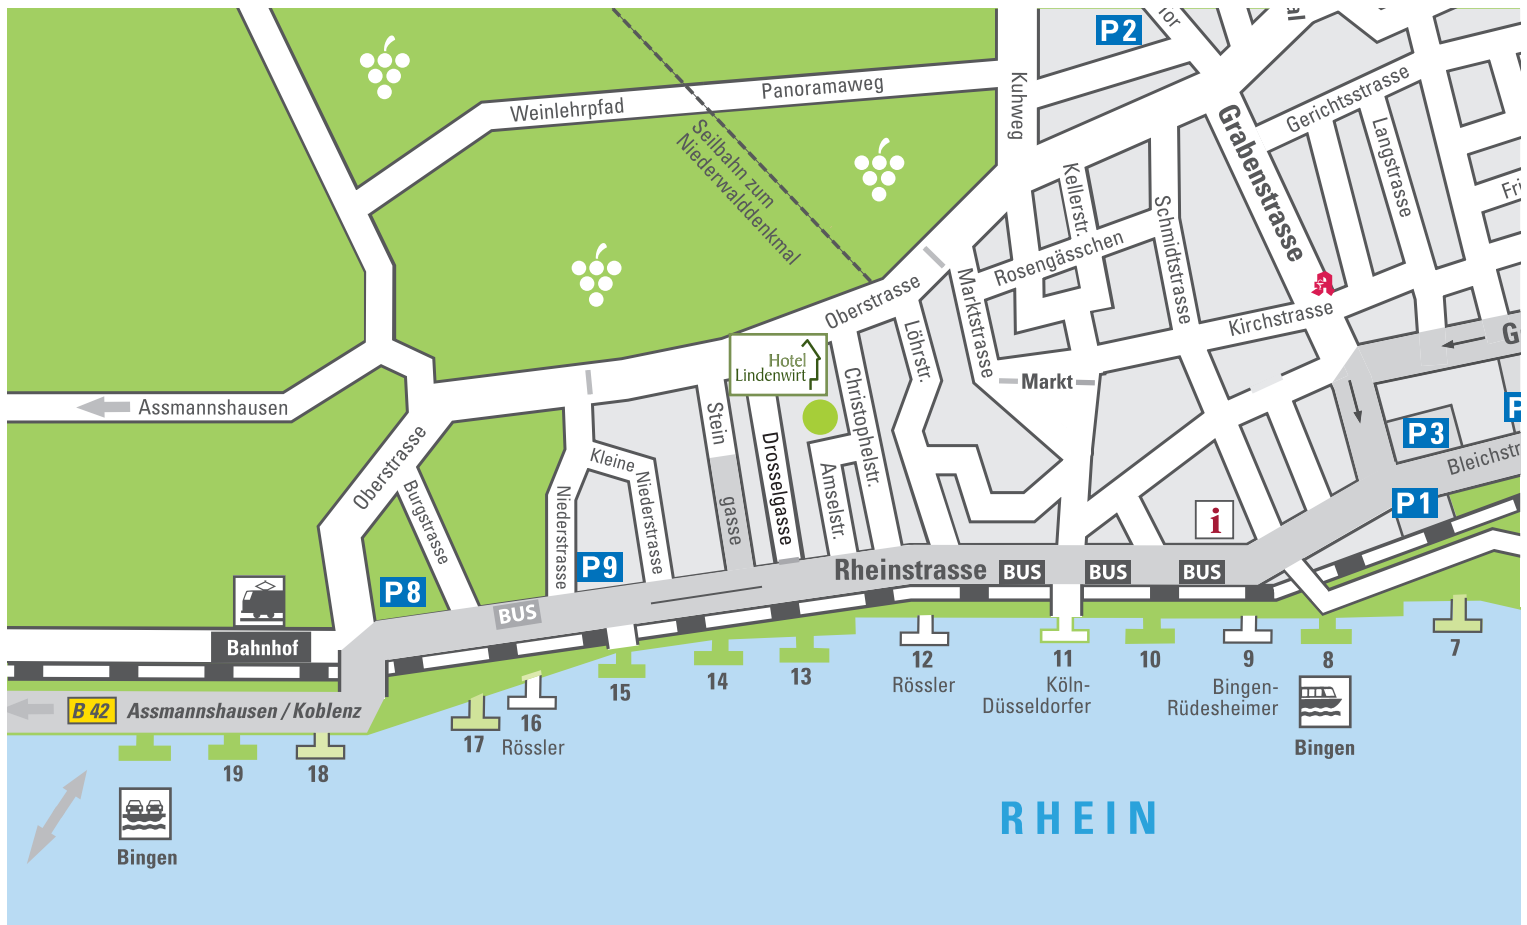 P2
Kuhweg
Weinlehrpfad
Panoramaweg
Seilbahn zum
Niederwalddenkmal
Grabenstrasse
Gerichtsstrasse
Langstrasse
Kellerstr.
Schmidtstrasse
Rosengässchen
Marktstrasse
Kirchstrasse
A
Oberstrasse
Löhrstr.
Markt
Hotel
Lindenwirt
Christophelstr.
Assmannshausen
Oberstrasse
Burgstrasse
Stein
gasse
Drosselgasse
Amselstr.
Kleine
Niederstrasse
Niederstrasse
P3
P1
i
P9
P8
Rheinstrasse
BUS
BUS
BUS
BUS
Bahnhof
B 42
Assmannshausen / Koblenz
7
8
Bingen
9
Bingen-
Rüdesheimer
10
11
Köln-
Düsseldorfer
12
Rössler
13
14
15
16
Rössler
17
18
19
Bingen
RHEIN